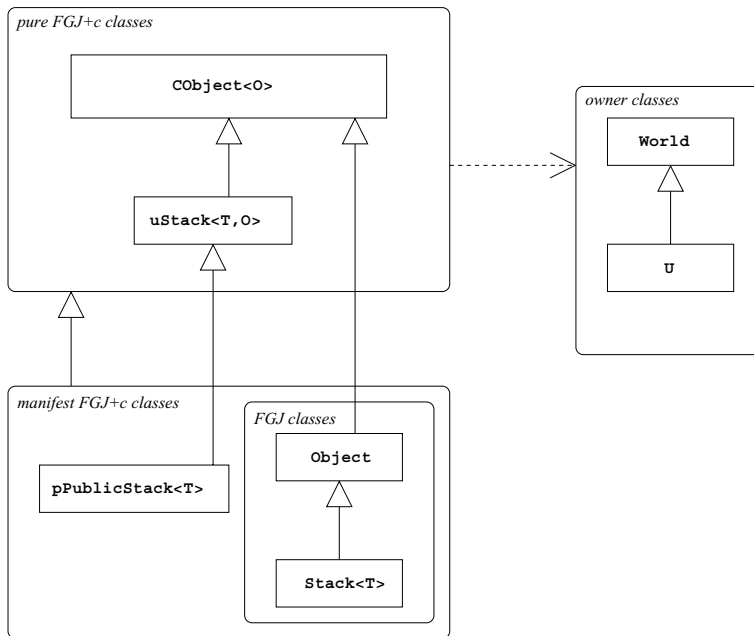 pure FGJ+c classes
CObject<O>
uStack<T,O>
owner classes
World
U
manifest FGJ+c classes
FGJ classes
Object
pPublicStack<T>
Stack<T>